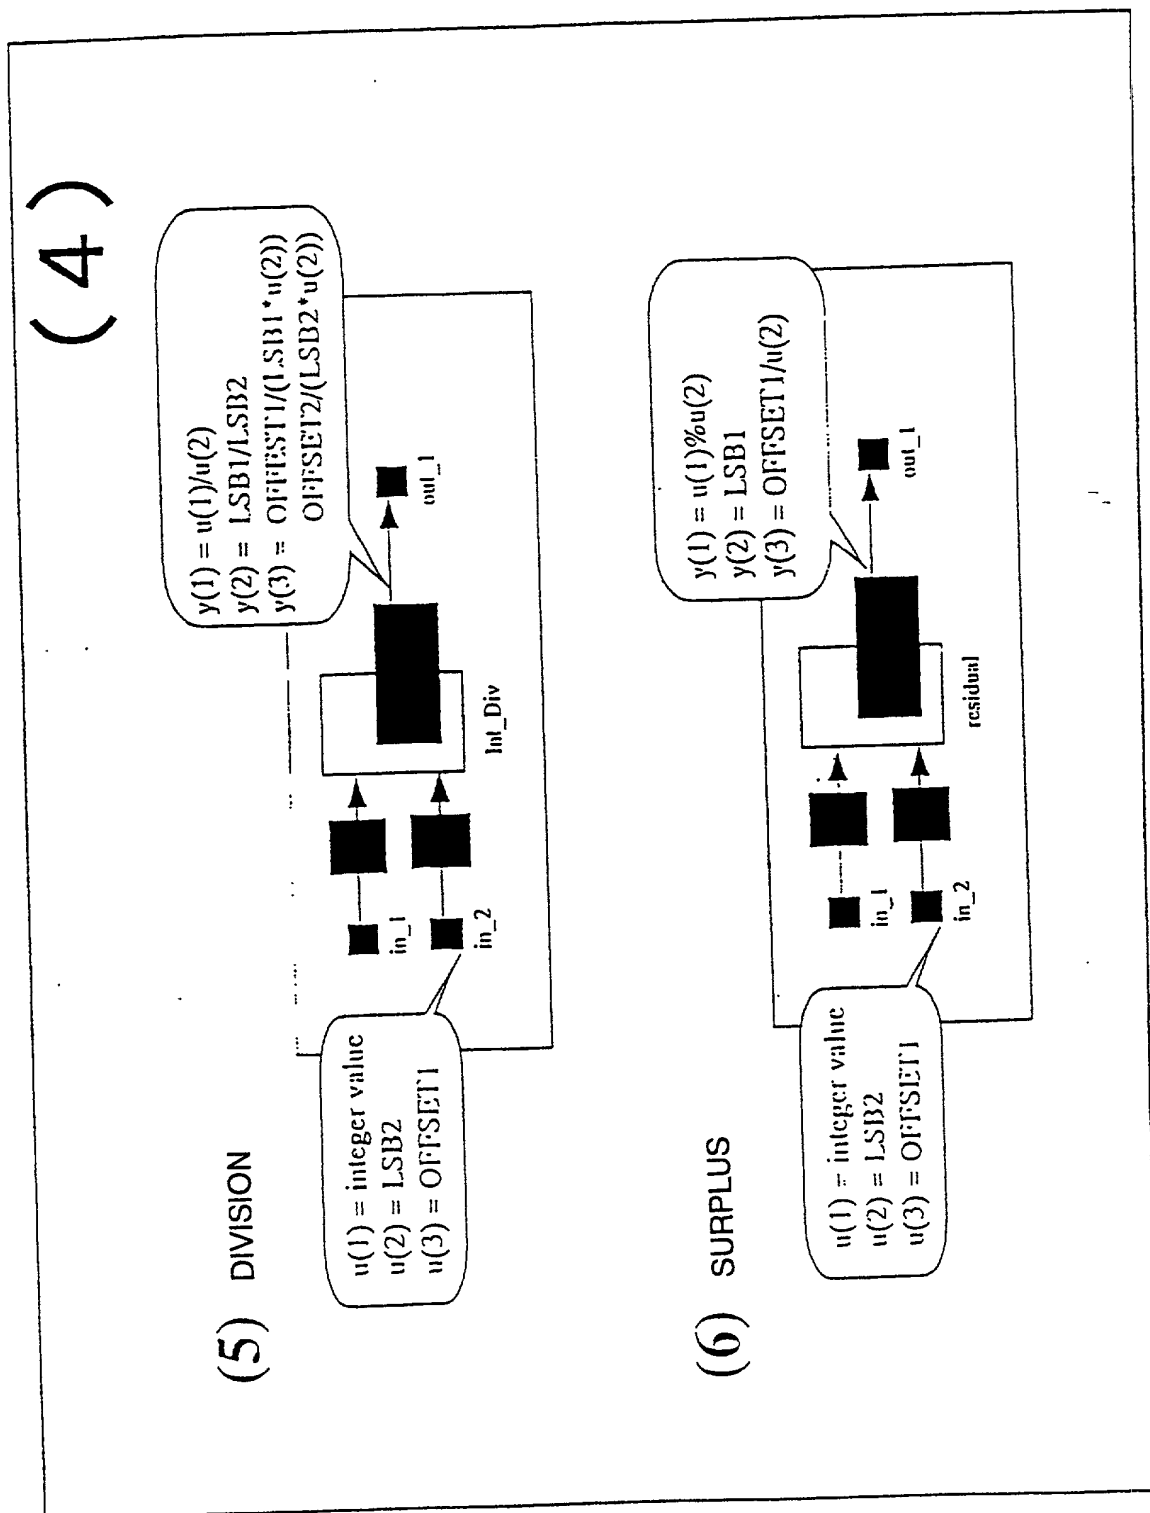 (4)
(5) DIVISION
u(1) = integer value
u(2) = LSB2
u(3) = OFFSET1
in_1
in_2
Int_Div
out_1
y(1) = u(1)/u(2)
y(2) = LSB1/LSB2
y(3) = OFFEST1/(LSB1*u(2))
OFFSET2/(LSB2*u(2))
(6) SURPLUS
u(1) = integer value
u(2) = LSB2
u(3) = OFFSET1
in_1
in_2
residual
out_1
y(1) = u(1)%u(2)
y(2) = LSB1
y(3) = OFFSET1/u(2)